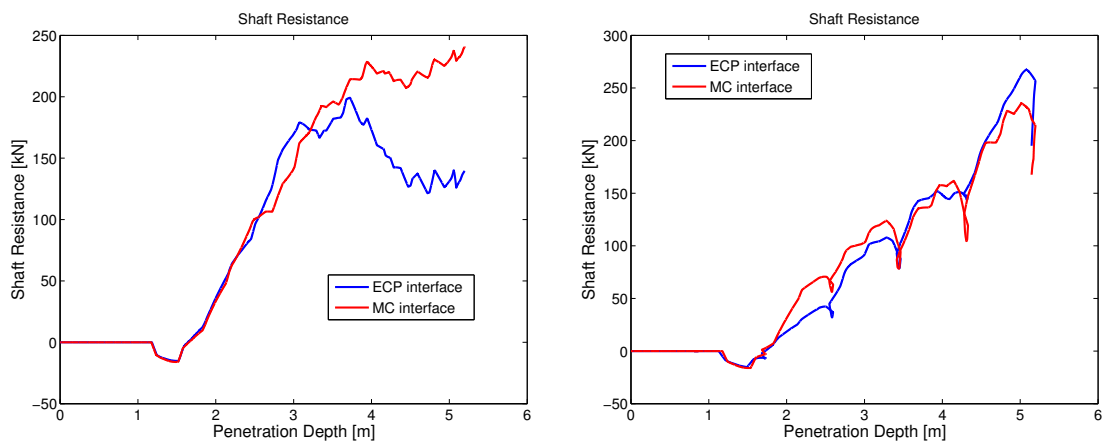 Shaft Resistance
250
200
150
100
50
0
−50
0 1 2 3 4 5 6
Shaft Resistance [kN]
Penetration Depth [m]
ECP interface
MC interface
Shaft Resistance
300
250
200
150
100
50
0
−50
0 1 2 3 4 5 6
Shaft Resistance [kN]
Penetration Depth [m]
ECP interface
MC interface